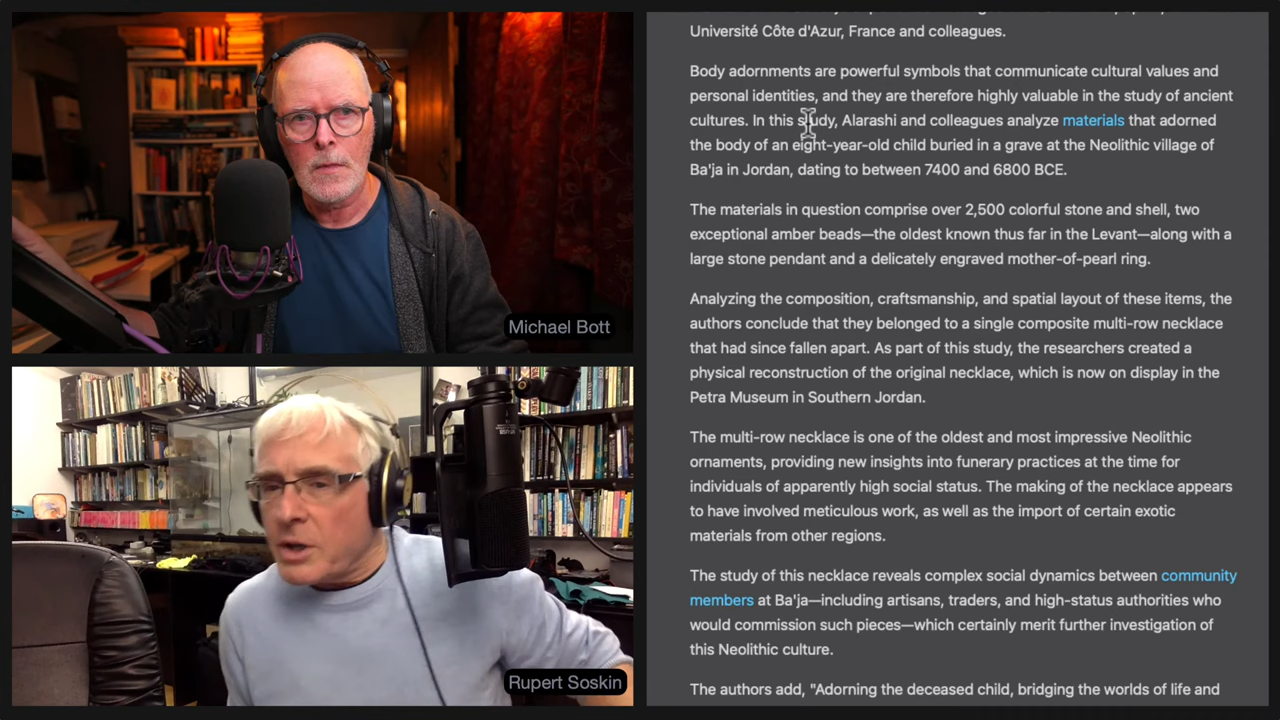 Michael Bott
Rupert Soskin
Université Côte d'Azur, France and colleagues.
Body adornments are powerful symbols that communicate cultural values and
personal identities, and they are therefore highly valuable in the study of ancient
cultures. In this study, Alarashi and colleagues analyze materials that adorned
the body of an eight-year-old child buried in a grave at the Neolithic village of
Ba'ja in Jordan, dating to between 7400 and 6800 BCE.
The materials in question comprise over 2,500 colorful stone and shell, two
exceptional amber beads—the oldest known thus far in the Levant—along with a
large stone pendant and a delicately engraved mother-of-pearl ring.
Analyzing the composition, craftsmanship, and spatial layout of these items, the
authors conclude that they belonged to a single composite multi-row necklace
that had since fallen apart. As part of this study, the researchers created a
physical reconstruction of the original necklace, which is now on display in the
Petra Museum in Southern Jordan.
The multi-row necklace is one of the oldest and most impressive Neolithic
ornaments, providing new insights into funerary practices at the time for
individuals of apparently high social status. The making of the necklace appears
to have involved meticulous work, as well as the import of certain exotic
materials from other regions.
The study of this necklace reveals complex social dynamics between community
members at Ba'ja—including artisans, traders, and high-status authorities who
would commission such pieces—which certainly merit further investigation of
this Neolithic culture.
The authors add, "Adorning the deceased child, bridging the worlds of life and